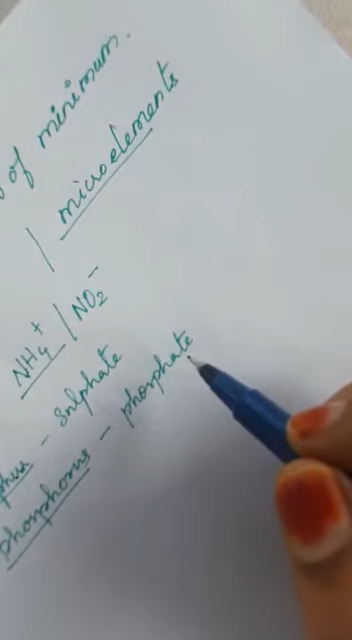 of minimum.
| microelements
NH4+ | NO2-
- sulphate
phosphorus - phosphate